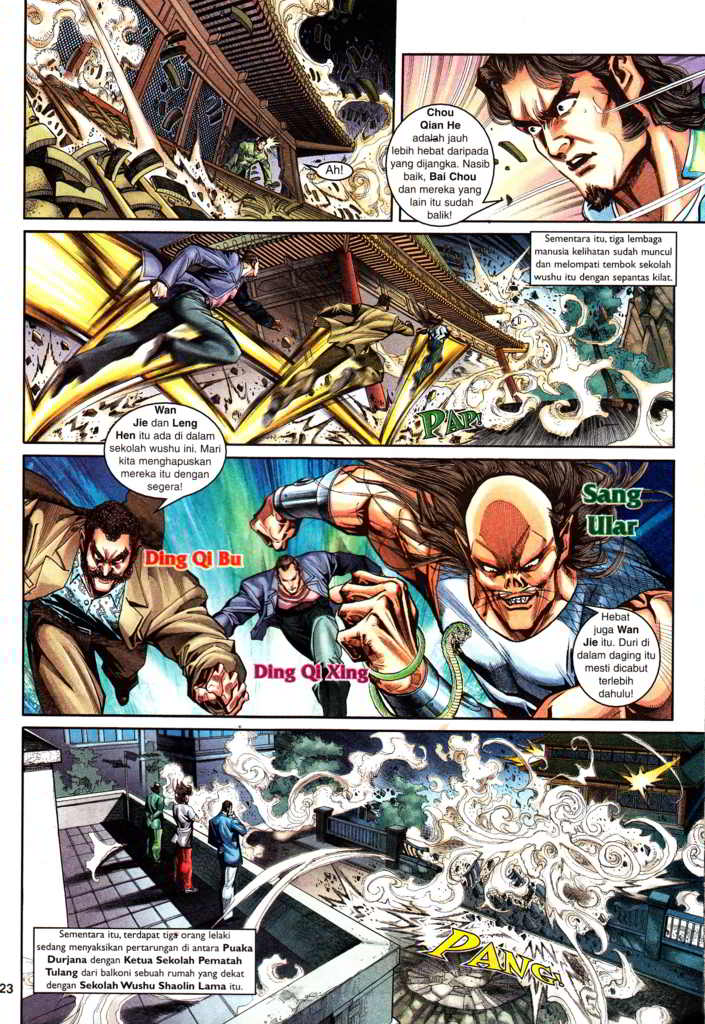 Ah!
Chou
Qian He
adalah jauh
lebih hebat daripada
yang dijangka. Nasib
baik, Bai Chou
dan mereka yang
lain itu sudah
balik!
Sementara itu, tiga lembaga
manusia kelihatan sudah muncul
dan melompati tembok sekolah
wushu itu dengan sepantas kilat.
PAP!
Wan
Jie dan Leng
Hen itu ada di dalam
sekolah wushu ini. Mari
kita menghapuskan
mereka itu dengan
segera!
Ding Qi Bu
Ding Qi Xing
Sang
Ular
Hebat
juga Wan
Jie itu. Duri di
dalam daging itu
mesti dicabut
terlebih
dahulu!
Sementara itu, terdapat tiga orang lelaki
sedang menyaksikan pertarungan di antara Puaka
Durjana dengan Ketua Sekolah Pematah
Tulang dari balkoni sebuah rumah yang dekat
dengan Sekolah Wushu Shaolin Lama itu.
PANG!
23